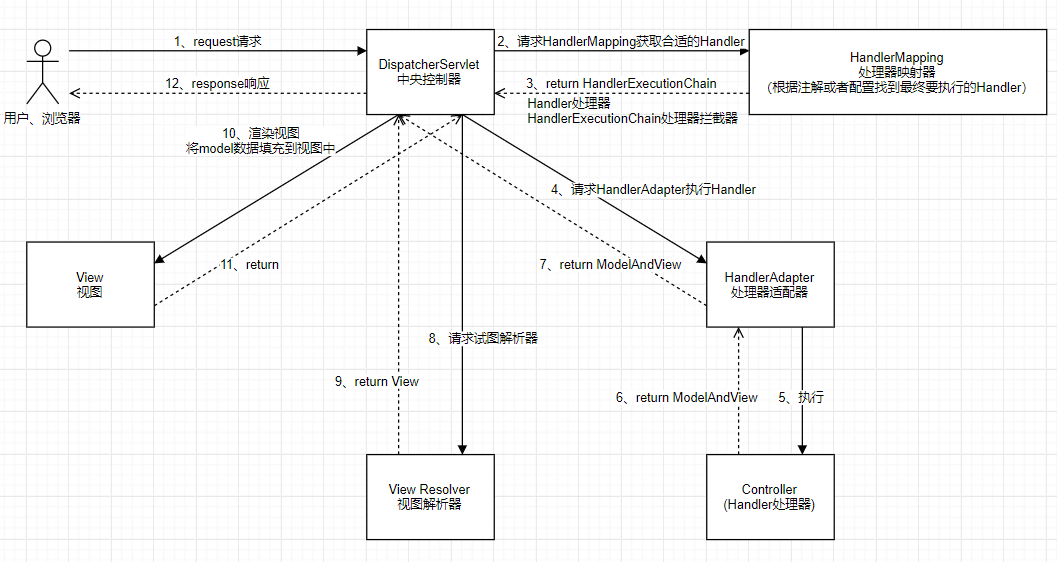 1、request请求
12、response响应
用户、浏览器
DispatcherServlet
中央控制器
2、请求HandlerMapping获取合适的Handler
3、return HandlerExecutionChain
Handler处理器
HandlerExecutionChain处理器拦截器
HandlerMapping
处理器映射器
（根据注解或者配置找到最终要执行的Handler）
10、渲染视图
将model数据填充到视图中
4、请求HandlerAdapter执行Handler
11、return
7、return ModelAndView
View
视图
HandlerAdapter
处理器适配器
8、请求试图解析器
9、return View
6、return ModelAndView
5、执行
View Resolver
视图解析器
Controller
(Handler处理器)